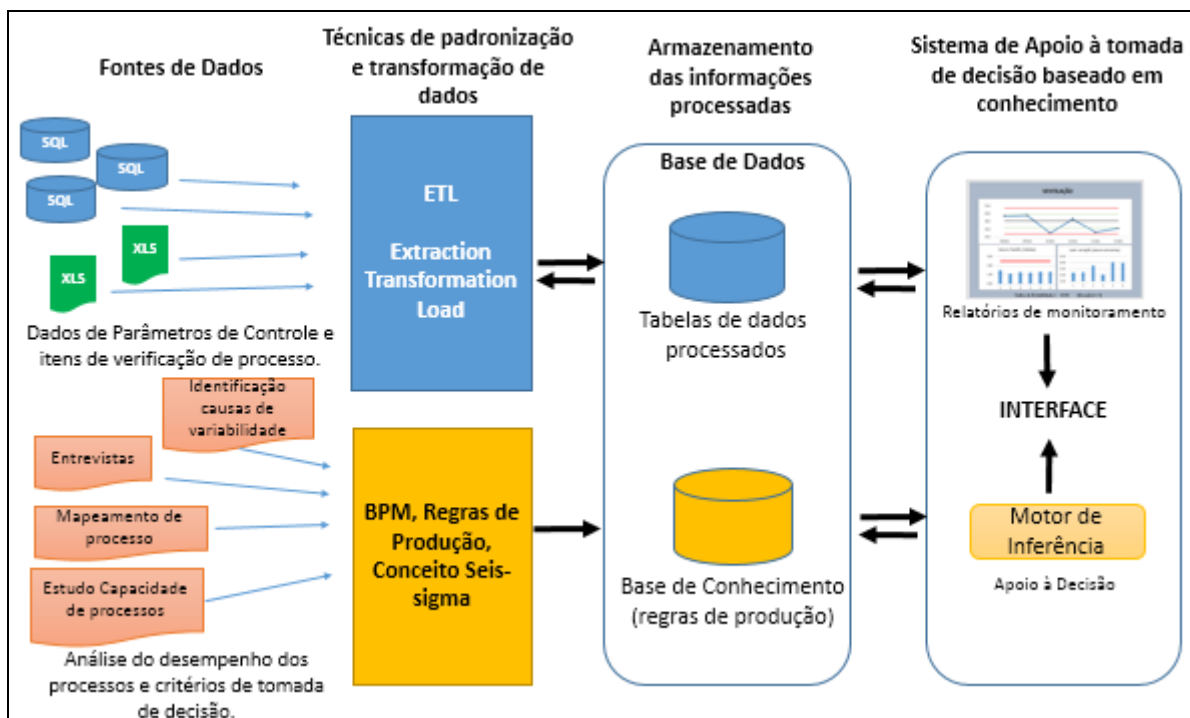 Fontes de Dados
SQL
SQL
SQL
XLS
XLS
Dados de Parâmetros de Controle e
itens de verificação de processo.
Identificação
causas de
variabilidade
Entrevistas
Mapeamento de
processo
Estudo Capacidade
de processos
Análise do desempenho dos
processos e critérios de tomada
de decisão.
Técnicas de padronização
e transformação de
dados
ETL
Extraction
Transformation
Load
BPM, Regras de
Produção,
Conceito Seis-
sigma
Armazenamento
das informações
processadas
Base de Dados
Tabelas de dados
processados
Base de Conhecimento
(regras de produção)
Sistema de Apoio à tomada
de decisão baseado em
conhecimento
Relatórios de monitoramento
INTERFACE
Motor de
Inferência
Apoio à Decisão